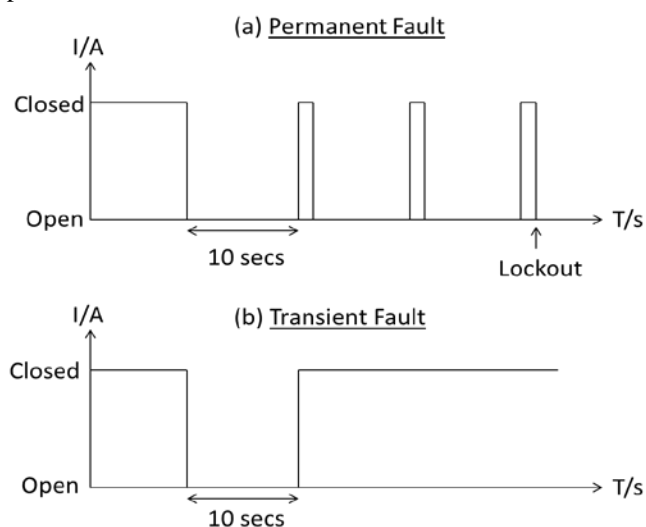 (a) Permanent Fault
I/A
Closed
Open
T/s
10 secs
Lockout
(b) Transient Fault
I/A
Closed
Open
T/s
10 secs